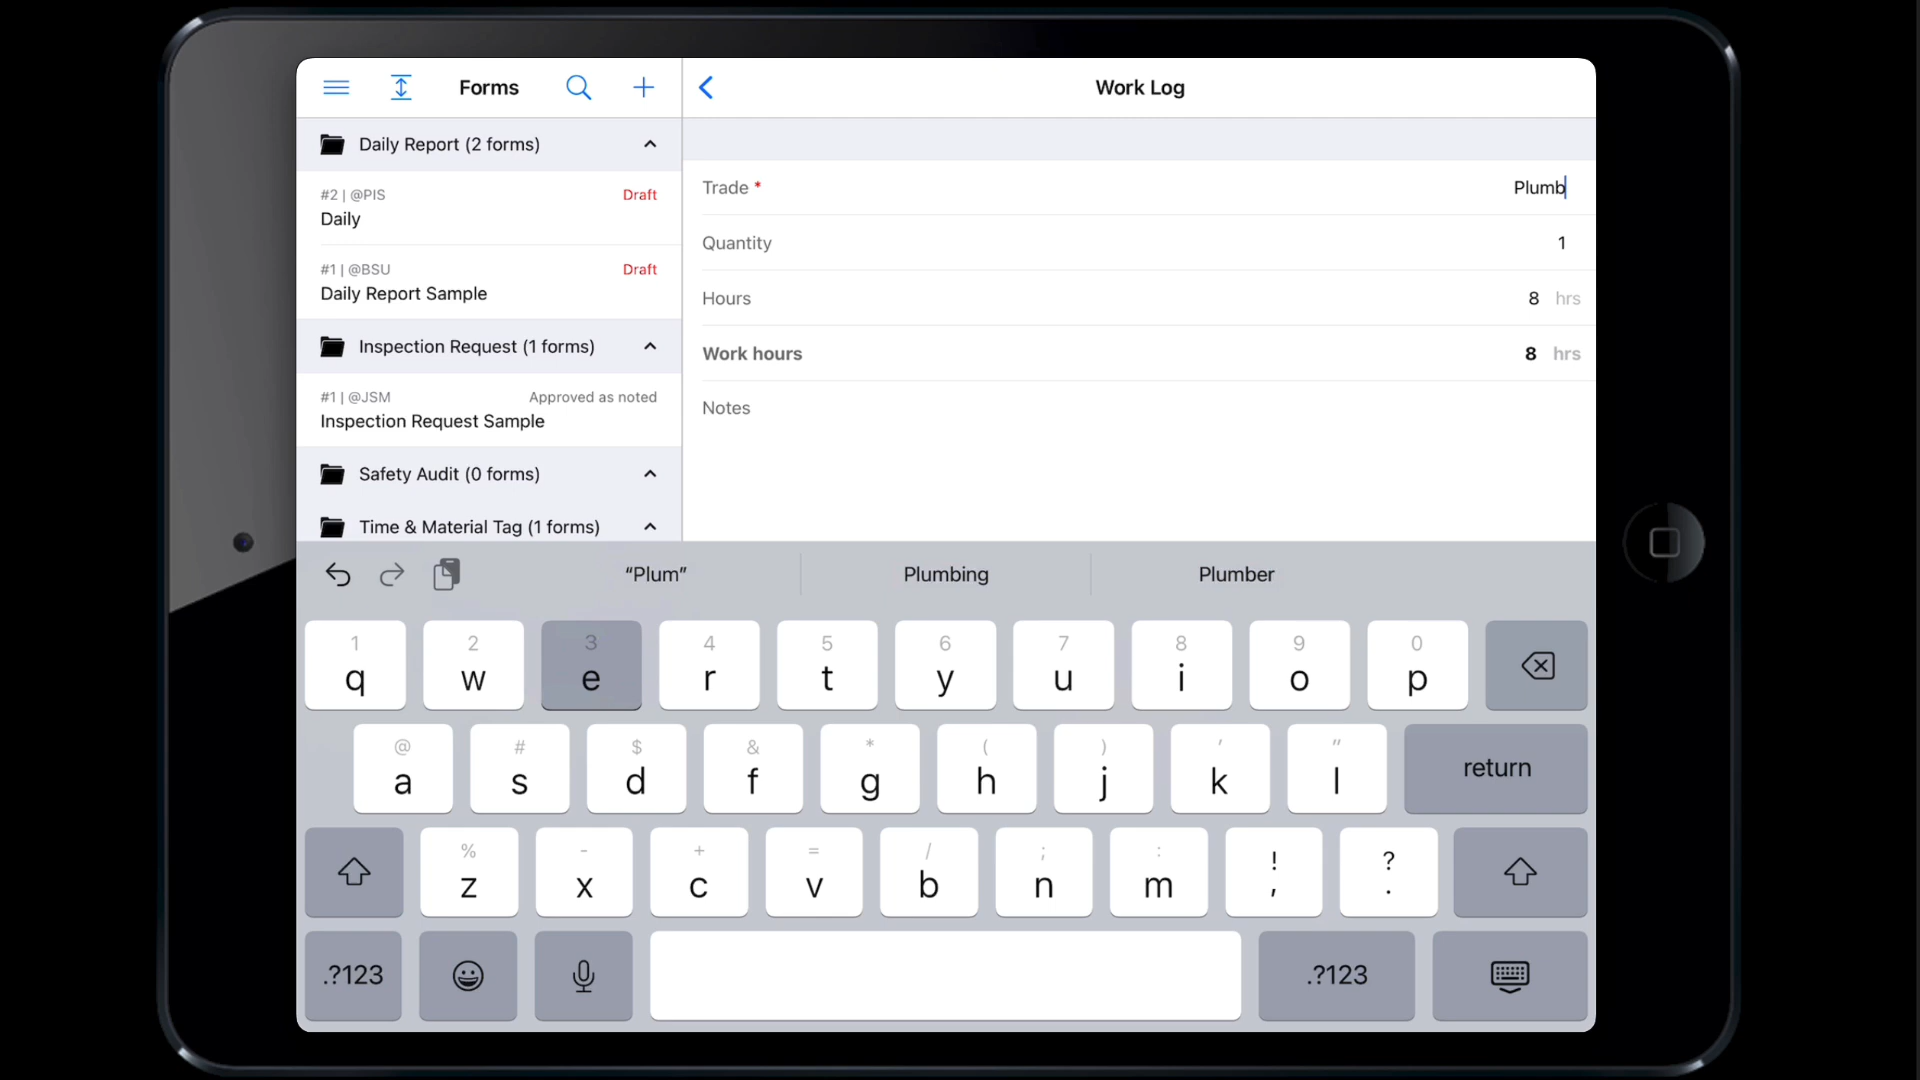 Forms
Work Log
Daily Report (2 forms)
#2 | @PIS Draft
Daily
#1 | @BSU Draft
Daily Report Sample
Inspection Request (1 forms)
#1 | @JSM Approved as noted
Inspection Request Sample
Safety Audit (0 forms)
Time & Material Tag (1 forms)
Trade * Plumb
Quantity 1
Hours 8 hrs
Work hours 8 hrs
Notes
“Plum” Plumbing Plumber
1 2 3 4 5 6 7 8 9 0
q w e r t y u i o p
@ # $ & * ( ) ' "
a s d f g h j k l return
% - + = / ; : ! ?
z x c v b n m , .
.?123 .?123